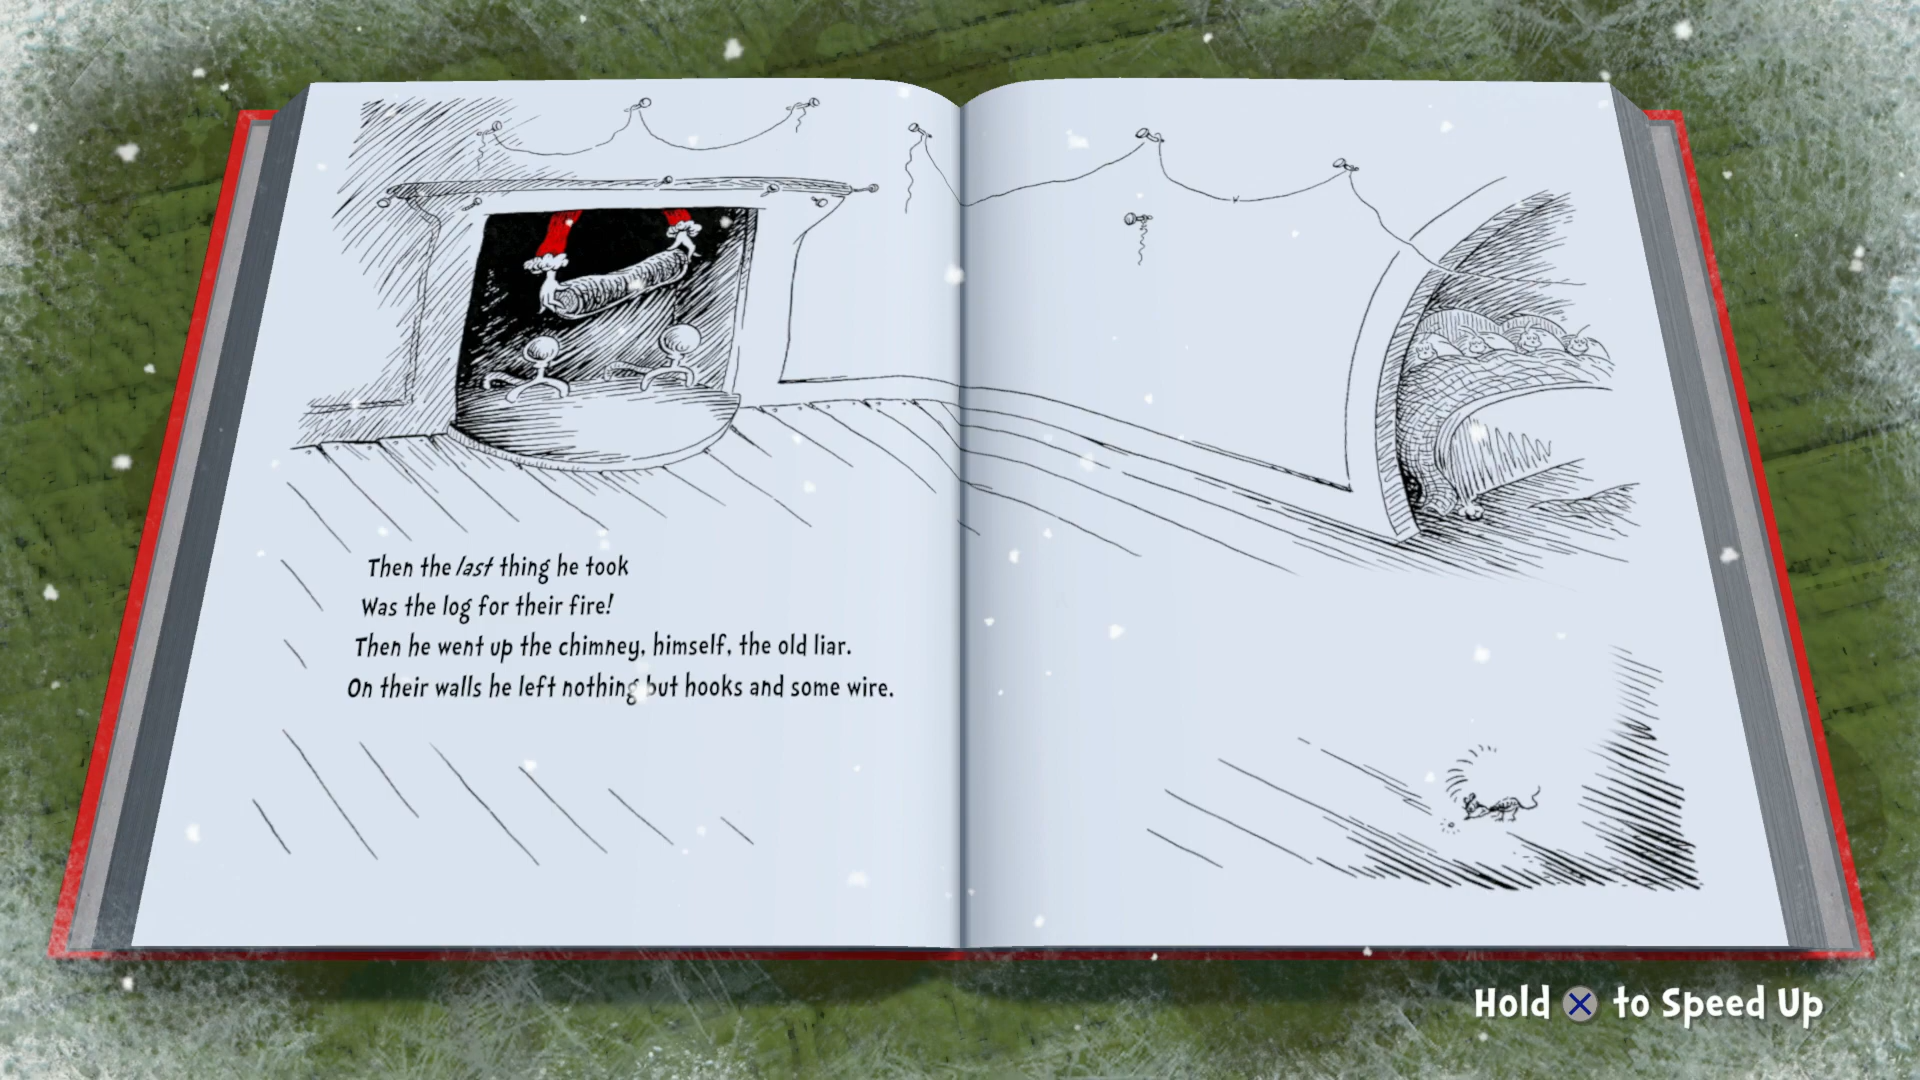 Then the last thing he took
Was the log for their fire!
Then he went up the chimney, himself, the old liar.
On their walls he left nothing but hooks and some wire.
Hold ✕ to Speed Up